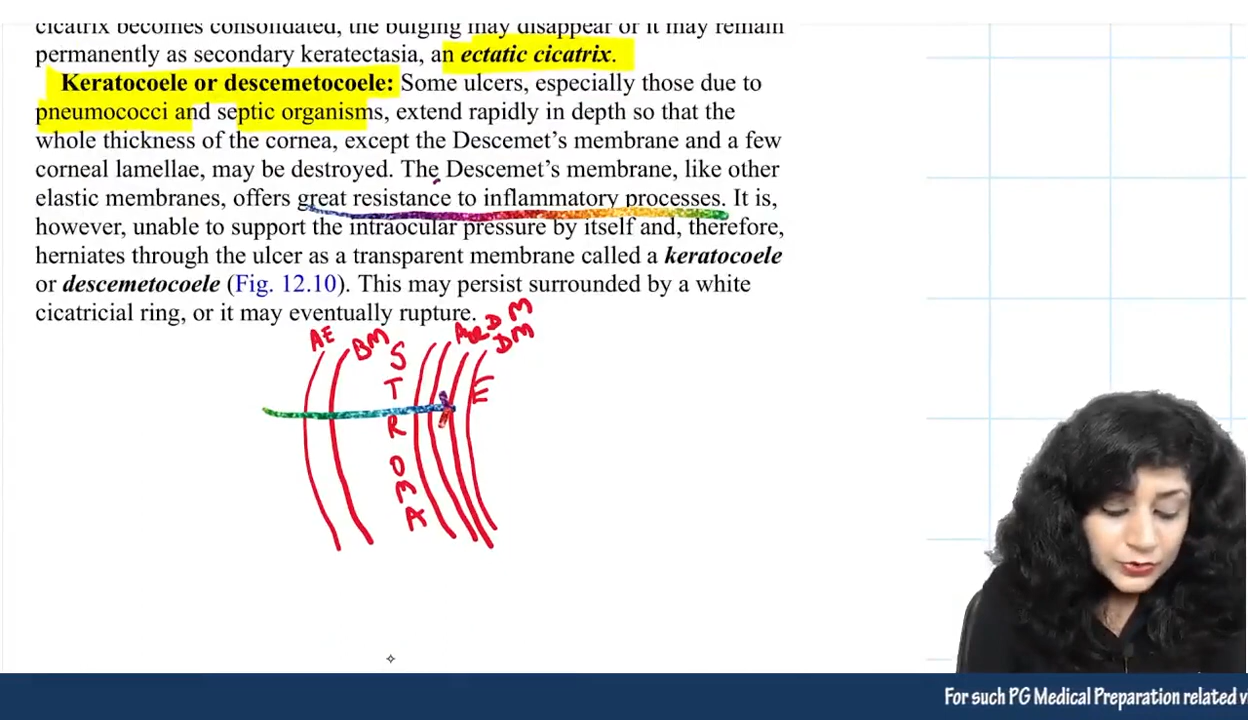 cicatrix becomes consolidated, the bulging may disappear or it may remain
permanently as secondary keratectasia, an ectatic cicatrix.
Keratocoele or descemetocoele: Some ulcers, especially those due to
pneumococci and septic organisms, extend rapidly in depth so that the
whole thickness of the cornea, except the Descemet's membrane and a few
corneal lamellae, may be destroyed. The Descemet's membrane, like other
elastic membranes, offers great resistance to inflammatory processes. It is,
however, unable to support the intraocular pressure by itself and, therefore,
herniates through the ulcer as a transparent membrane called a keratocoele
or descemetocoele (Fig. 12.10). This may persist surrounded by a white
cicatricial ring, or it may eventually rupture.
AE
BM
STROMA
DM
E
For such PG Medical Preparation related v